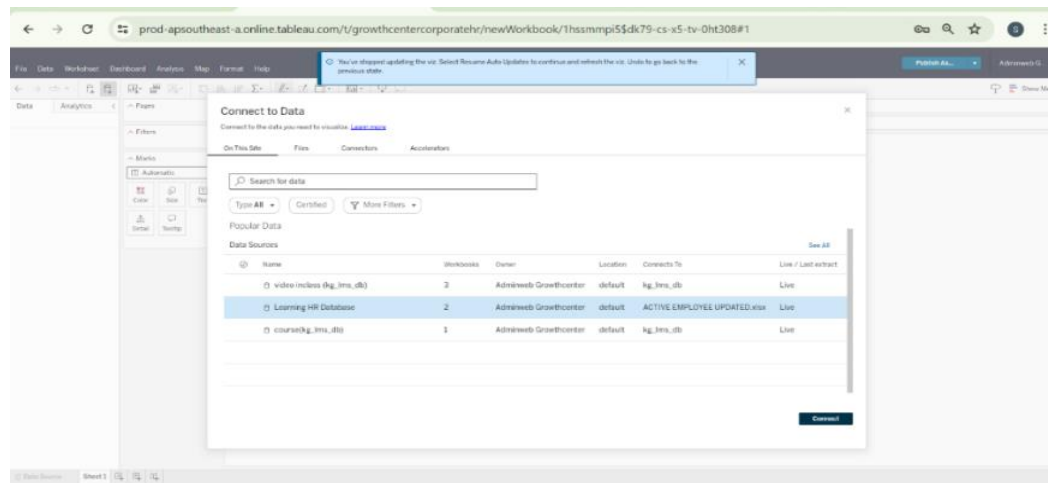 prod-apsoutheast-a.online.tableau.com/t/growthcentercorporatehr/newWorkbook/1hssmmpi5$dk79-cs-x5-tv-0ht308#1
S
File Data Worksheet Dashboard Analysis Map Format Help
You've stopped updating the viz. Select Resume Auto Updates to continue and refresh the viz. Undo to go back to the
previous state.
Publish As...
Adminweb G
Data Analytics
Pages
Filters
Marks
Automatic
Color Size
Detail Tooltip
Connect to Data
Connect to the data you need to visualize. Learn more
On This Site Files Connectors Accelerators
Search for data
Type All Certified More Filters
Popular Data
Data Sources See All
Name Workbooks Owner Location Connects To Live / Last extract
video inclass (kg_lms_db) 3 Adminweb Growthcenter default kg_lms_db Live
Learning HR Database 2 Adminweb Growthcenter default ACTIVE EMPLOYEE UPDATED.xlsx Live
course(kg_lms_db) 1 Adminweb Growthcenter default kg_lms_db Live
Connect
Data Source Sheet 1